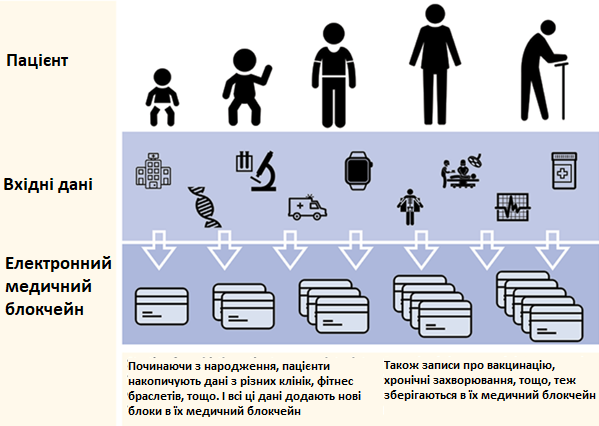 Пацієнт
Вхідні дані
Електронний
медичний
блокчейн
Починаючи з народження, пацієнти
накопичують дані з різних клінік, фітнес
браслетів, тощо. І всі ці дані додають нові
блоки в їх медичний блокчейн
Також записи про вакцинацію,
хронічні захворювання, тощо, теж
зберігаються в їх медичний блокчейн